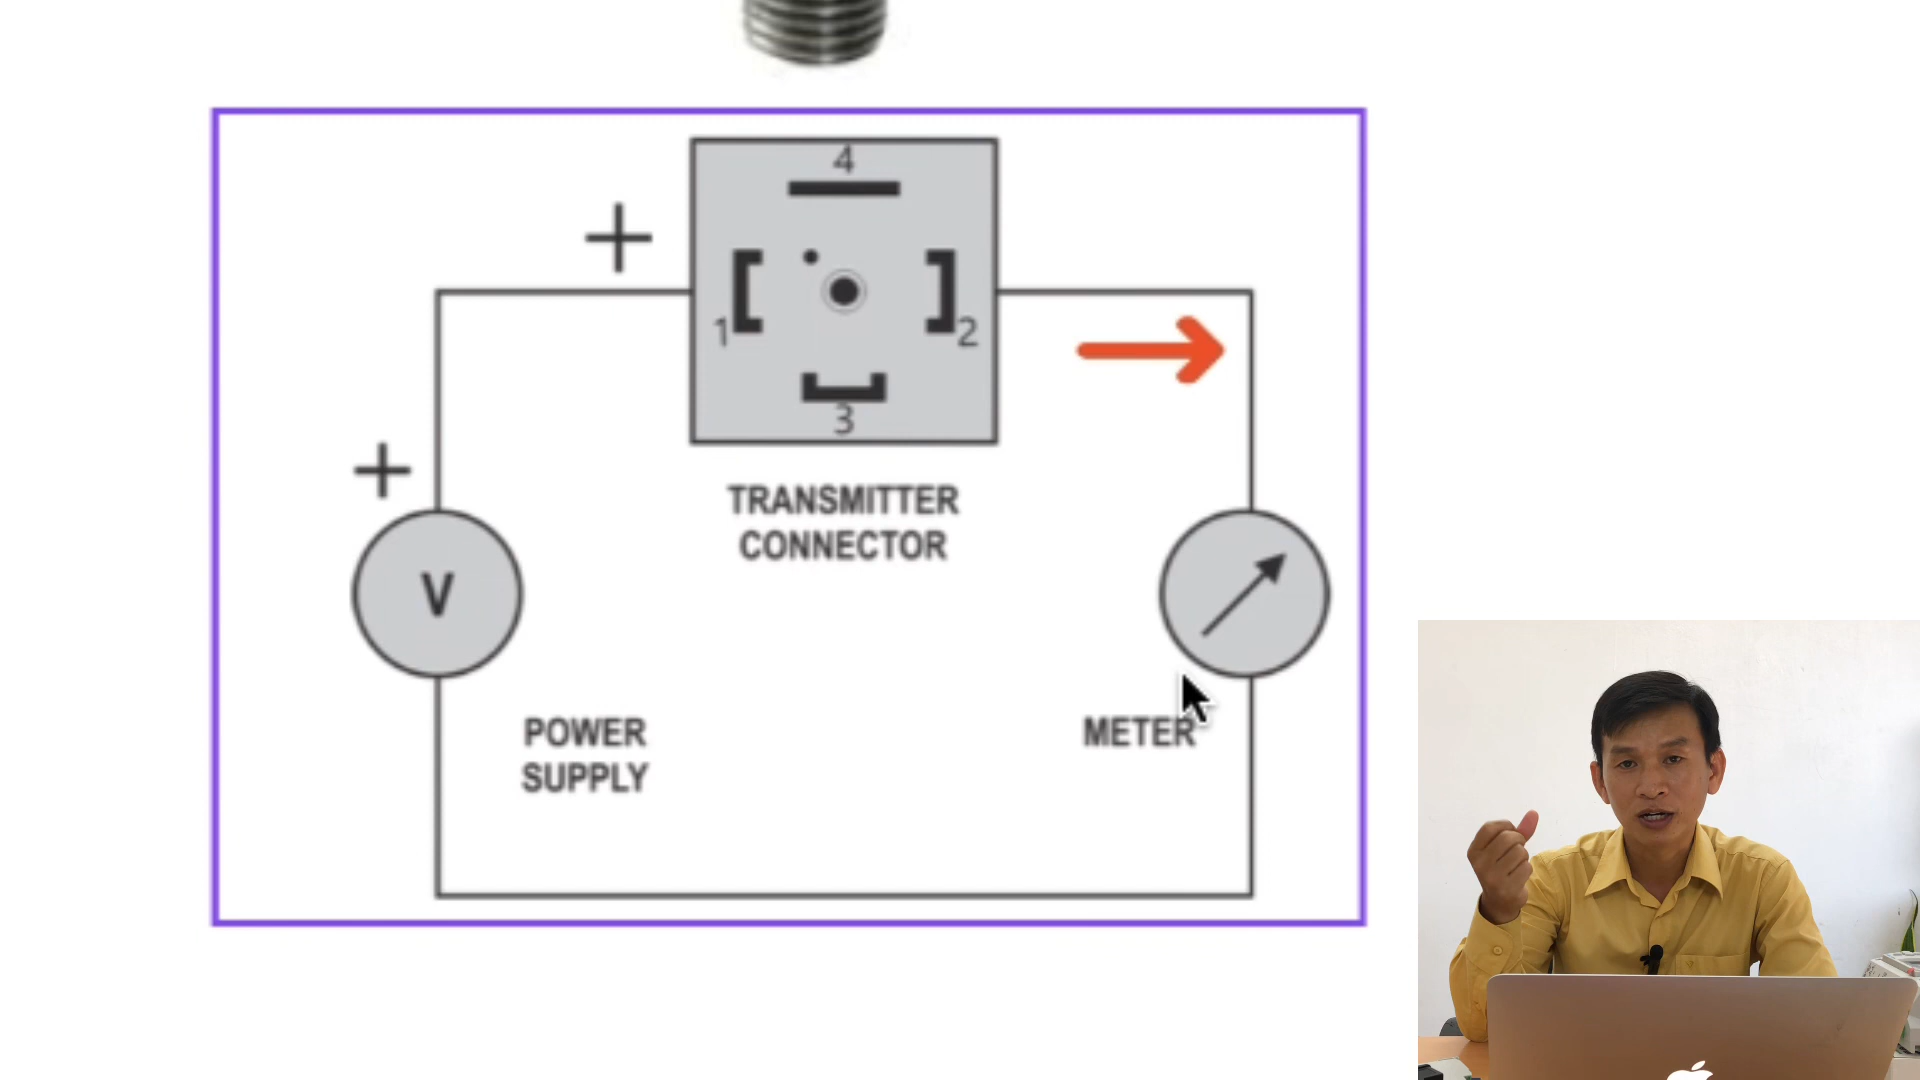 4
+
1
2
3
+
TRANSMITTER
CONNECTOR
V
POWER
SUPPLY
METER